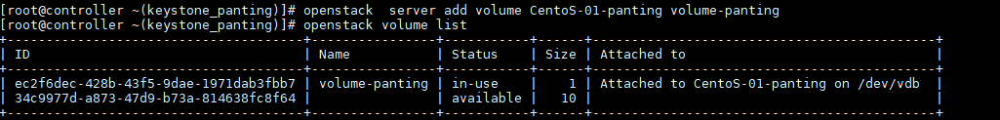 [root@controller ~(keystone_panting)]# openstack  server add volume CentoS-01-panting volume-panting
[root@controller ~(keystone_panting)]# openstack volume list
+--------------------------------------+----------------+-----------+------+--------------------------------------------+
| ID                                   | Name           | Status    | Size | Attached to                                |
+--------------------------------------+----------------+-----------+------+--------------------------------------------+
| ec2f6dec-428b-43f5-9dae-1971dab3fbb7 | volume-panting | in-use    |    1 | Attached to CentoS-01-panting on /dev/vdb  |
| 34c9977d-a873-47d9-b73a-814638fc8f64 |                | available |   10 |                                            |
+--------------------------------------+----------------+-----------+------+--------------------------------------------+